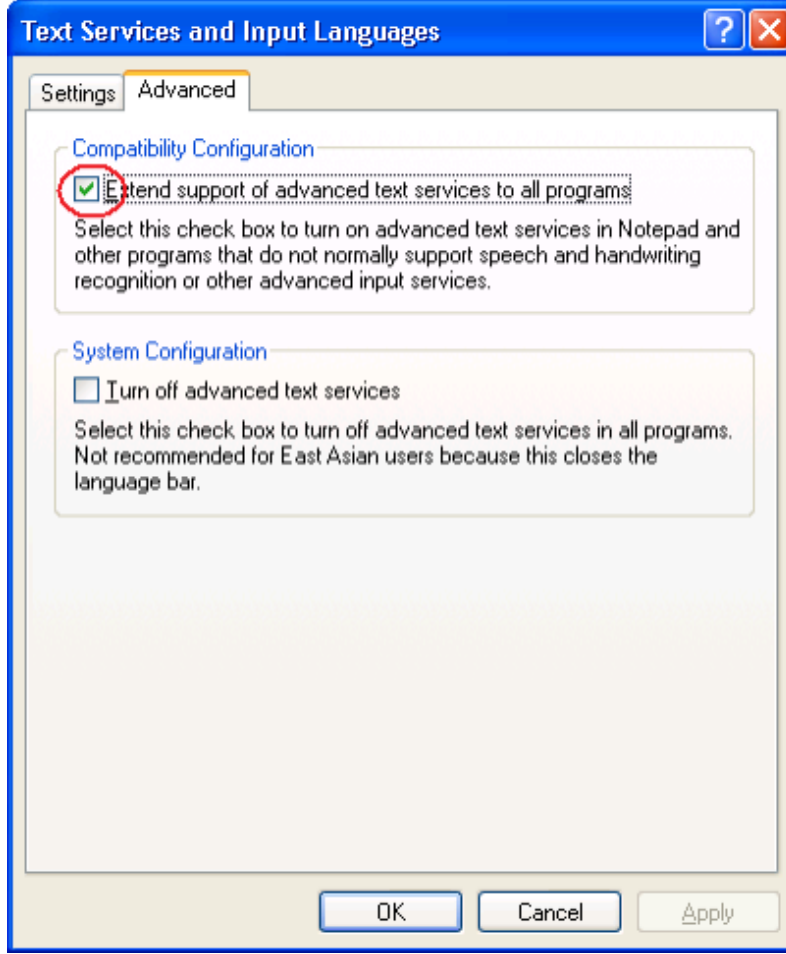 Text Services and Input Languages
Settings Advanced
Compatibility Configuration
Extend support of advanced text services to all programs
Select this check box to turn on advanced text services in Notepad and
other programs that do not normally support speech and handwriting
recognition or other advanced input services.
System Configuration
Turn off advanced text services
Select this check box to turn off advanced text services in all programs.
Not recommended for East Asian users because this closes the
language bar.
OK Cancel Apply